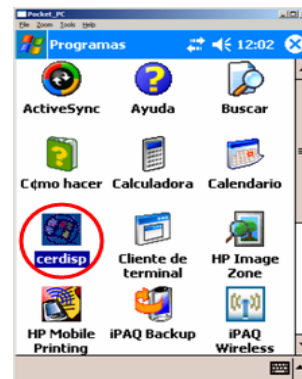 Pocket_PC
File Zoom Tools Help
Programas 12:02
ActiveSync Ayuda Buscar
C¢mo hacer Calculadora Calendario
cerdisp Cliente de terminal HP Image Zone
HP Mobile Printing iPAQ Backup iPAQ Wireless